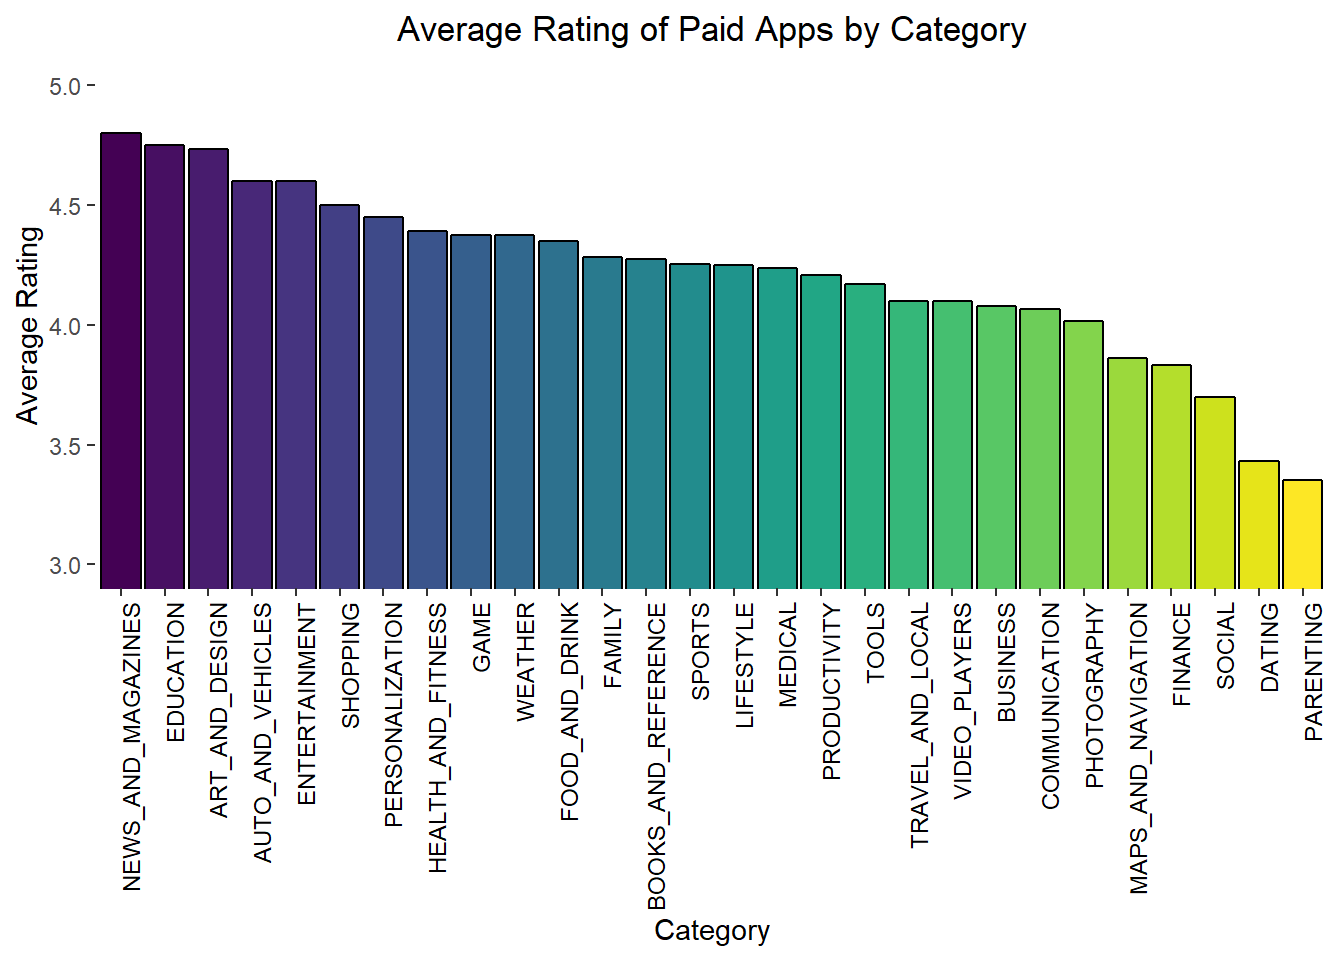 Average Rating of Paid Apps by Category
5.0
4.5
4.0
3.5
3.0
Average Rating
NEWS_AND_MAGAZINES
EDUCATION
ART_AND_DESIGN
AUTO_AND_VEHICLES
ENTERTAINMENT
SHOPPING
PERSONALIZATION
HEALTH_AND_FITNESS
GAME
WEATHER
FOOD_AND_DRINK
FAMILY
BOOKS_AND_REFERENCE
SPORTS
LIFESTYLE
MEDICAL
PRODUCTIVITY
TOOLS
TRAVEL_AND_LOCAL
VIDEO_PLAYERS
BUSINESS
COMMUNICATION
PHOTOGRAPHY
MAPS_AND_NAVIGATION
FINANCE
SOCIAL
DATING
PARENTING
Category